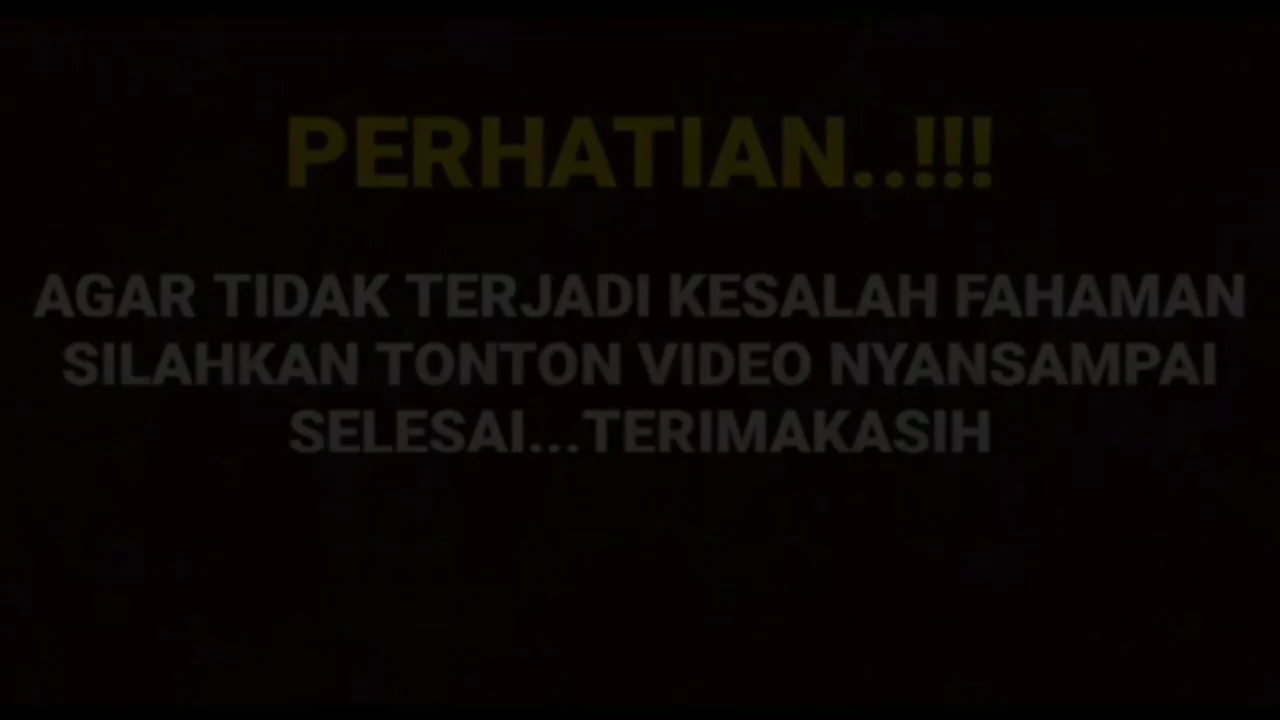 PERHATIAN..!!!
AGAR TIDAK TERJADI KESALAH FAHAMAN
SILAHKAN TONTON VIDEO NYANSAMPAI
SELESAI...TERIMAKASIH